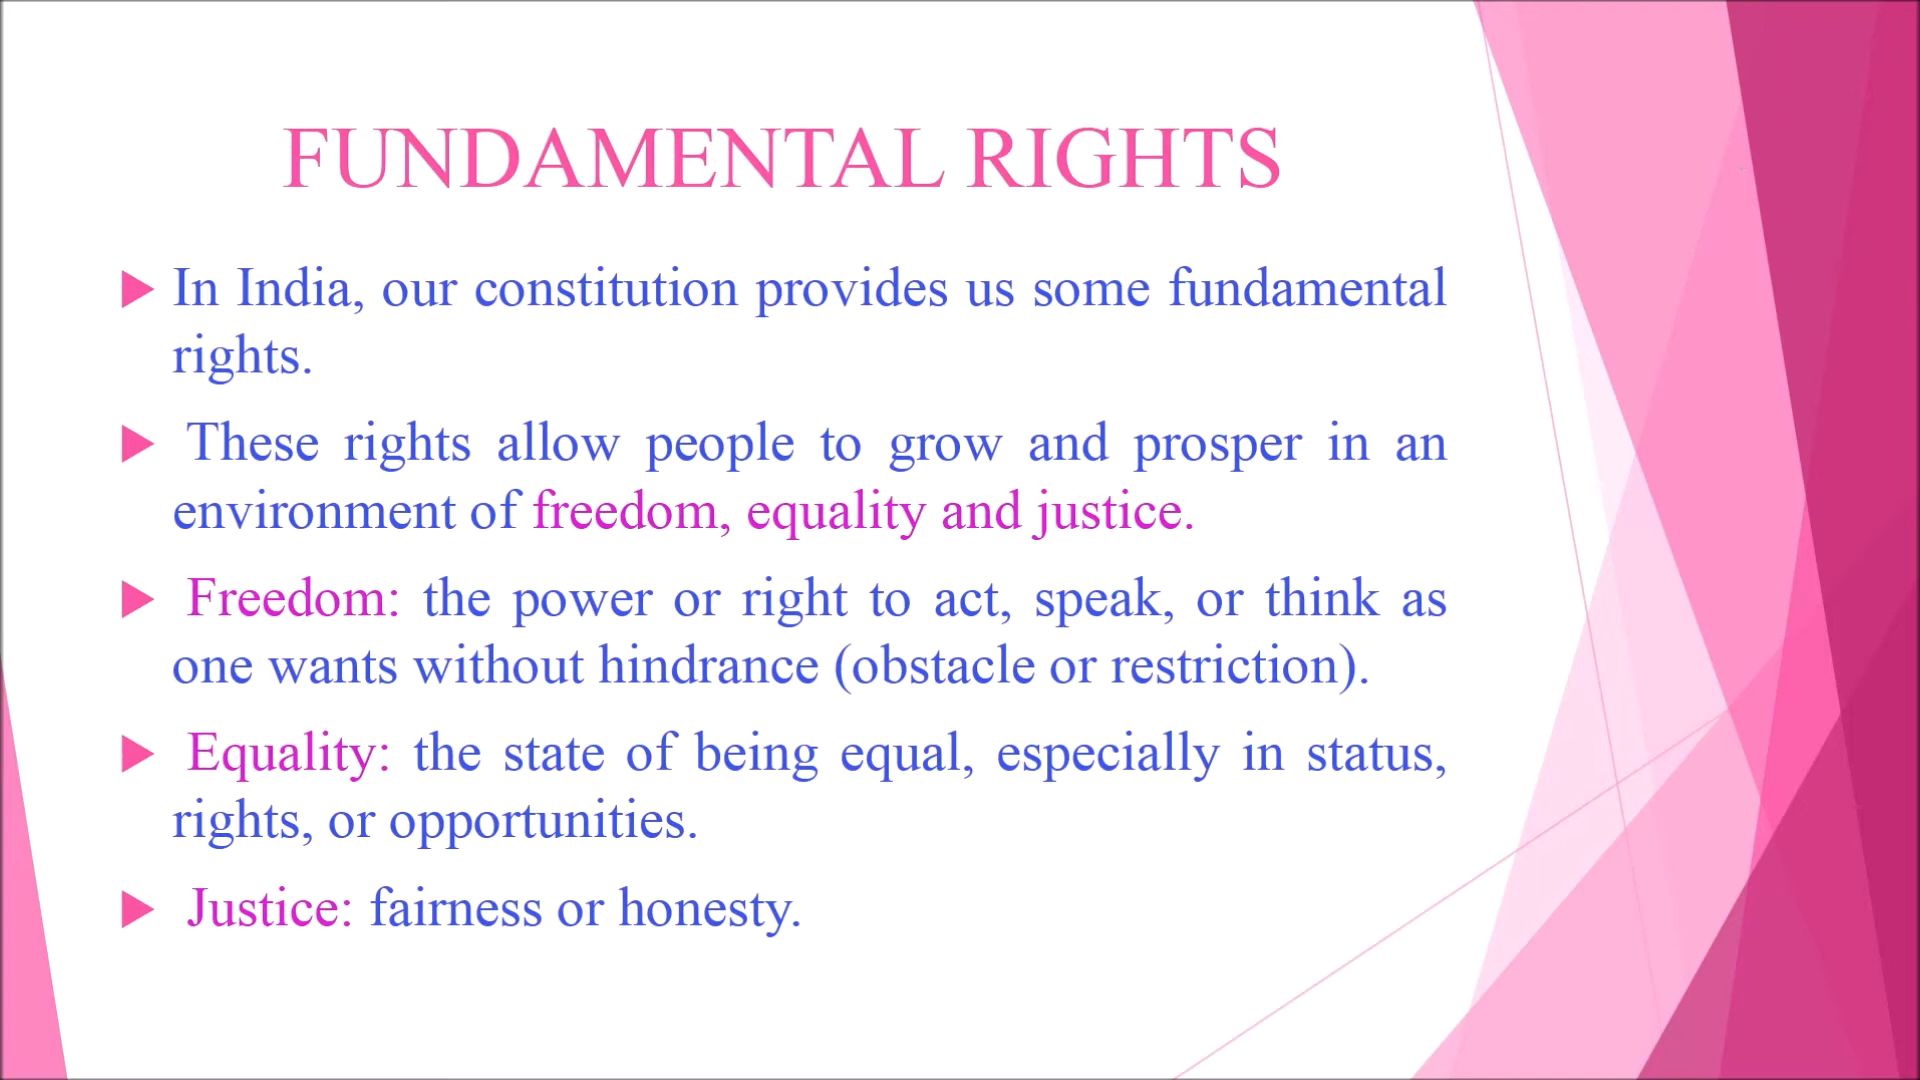 FUNDAMENTAL RIGHTS
In India, our constitution provides us some fundamental
rights.
These rights allow people to grow and prosper in an
environment of freedom, equality and justice.
Freedom: the power or right to act, speak, or think as
one wants without hindrance (obstacle or restriction).
Equality: the state of being equal, especially in status,
rights, or opportunities.
Justice: fairness or honesty.